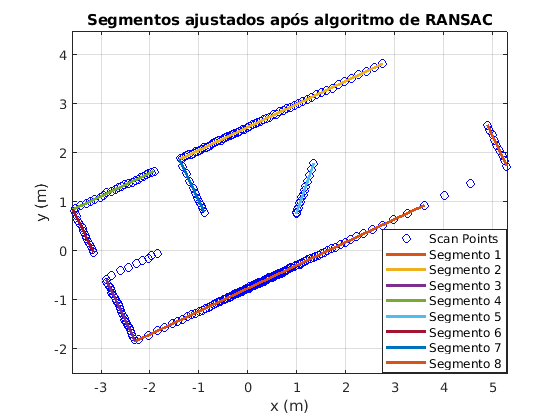 Segmentos ajustados após algoritmo de RANSAC
y (m)
4
3
2
1
0
-1
-2
-3
-2
-1
0
1
2
3
4
5
x (m)
Scan Points
Segmento 1
Segmento 2
Segmento 3
Segmento 4
Segmento 5
Segmento 6
Segmento 7
Segmento 8